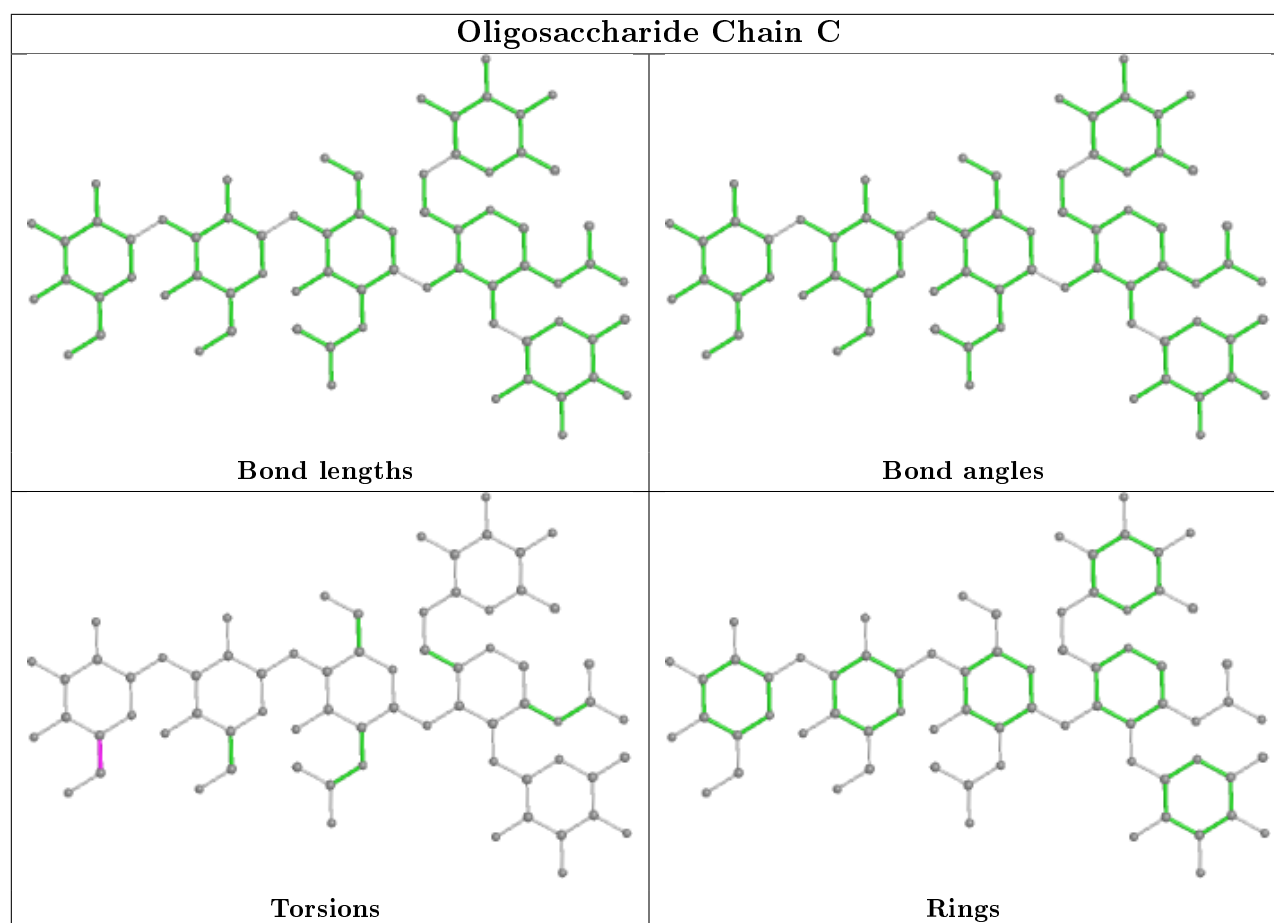 Oligosaccharide Chain C
Bond lengths
Bond angles
Torsions
Rings